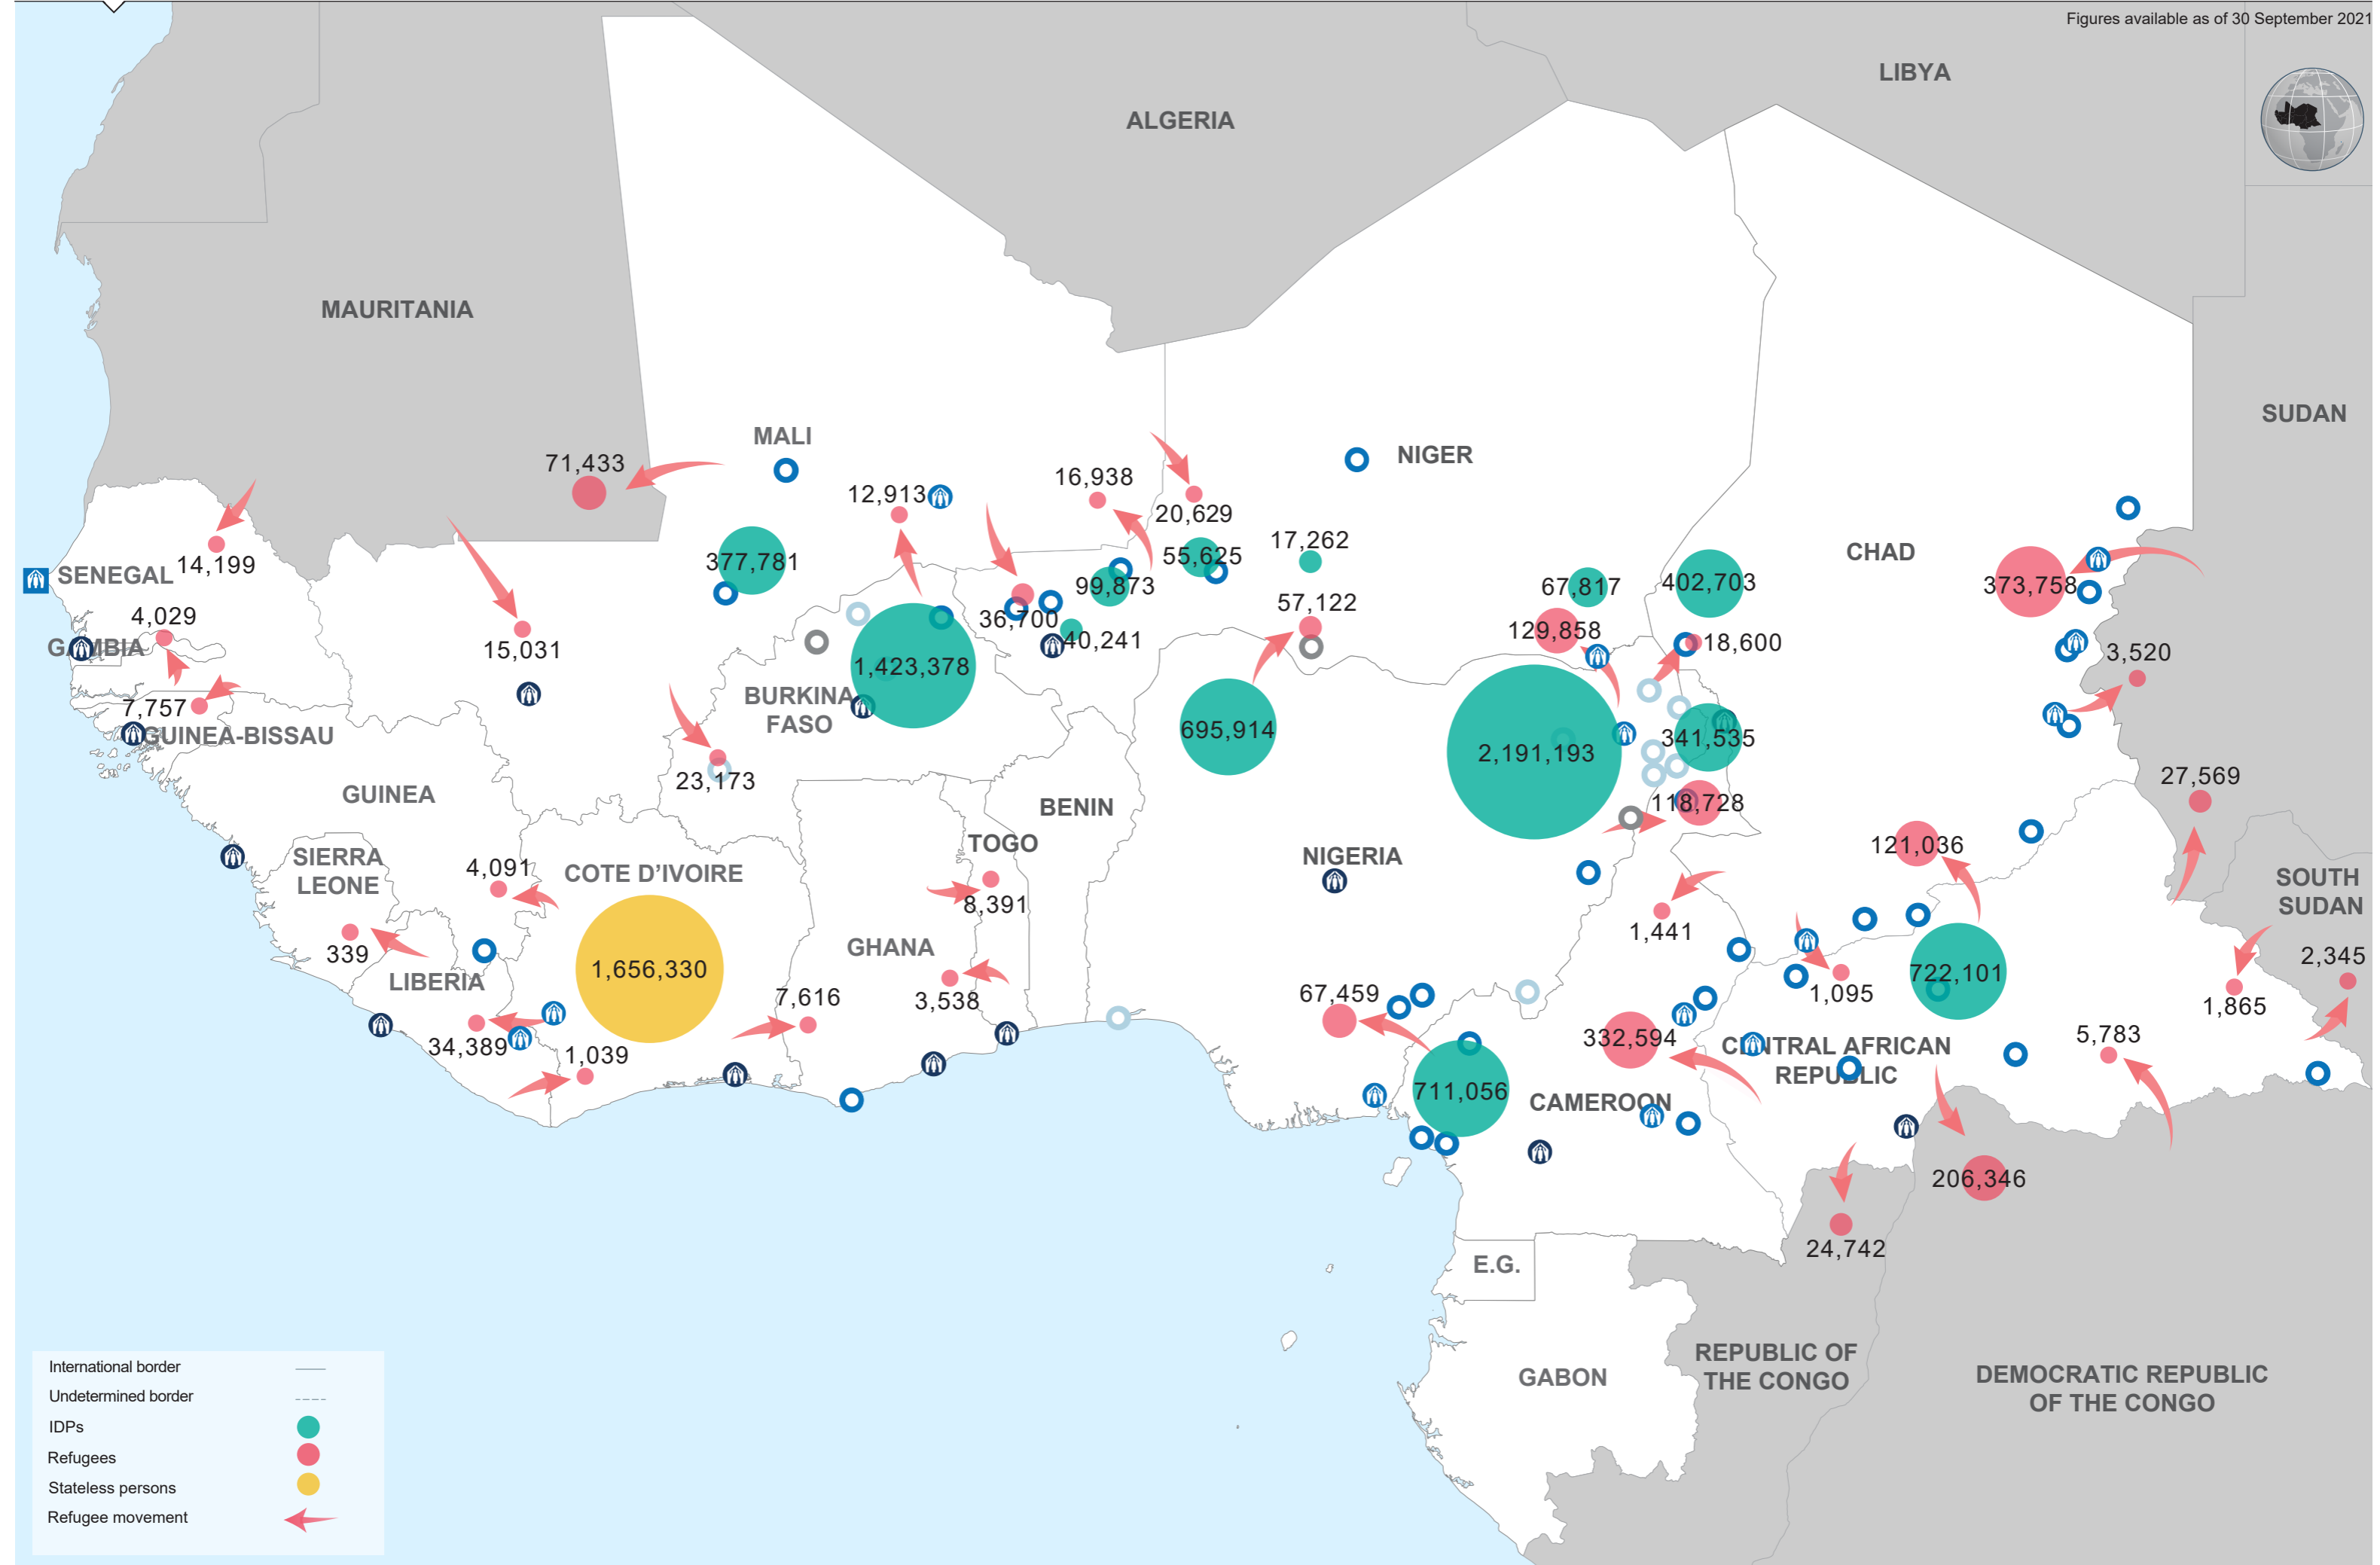 Figures available as of 30 September 2021
LIBYA
ALGERIA
MAURITANIA
SUDAN
MALI
NIGER
71,433
16,938
12,913
20,629
17,262
CHAD
14,199
SENEGAL
377,781
55,625
99,873
67,817
402,703
373,758
4,029
36,700
57,122
129,858
40,241
18,600
GAMBIA
15,031
3,520
1,423,378
7,757
BURKINA
FASO
695,914
2,191,193
341,535
GUINEA-BISSAU
23,173
27,569
GUINEA
BENIN
118,728
SIERRA
LEONE
TOGO
NIGERIA
121,036
4,091
COTE D’IVOIRE
SOUTH
SUDAN
8,391
1,441
339
GHANA
1,656,330
722,101
2,345
LIBERIA
7,616
3,538
67,459
1,095
1,865
34,389
1,039
332,594
CENTRAL AFRICAN
REPUBLIC
5,783
711,056
CAMEROON
206,346
24,742
E.G.
GABON
REPUBLIC OF
THE CONGO
DEMOCRATIC REPUBLIC
OF THE CONGO
International border
Undetermined border
IDPs
Refugees
Stateless persons
Refugee movement